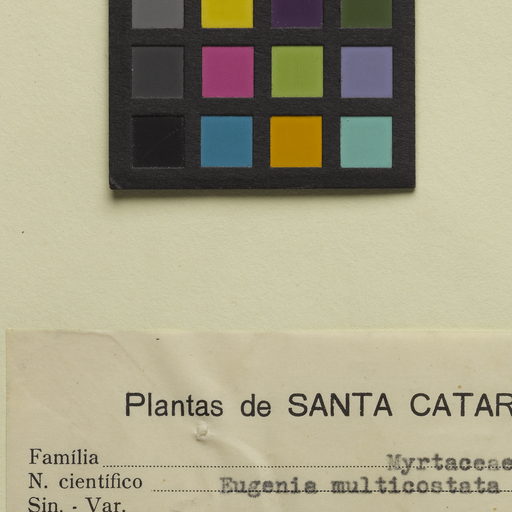 Plantas de SANTA CATAR
Família Myrtaceae
N. científico Eugenia multicostata
Sin. - Var.